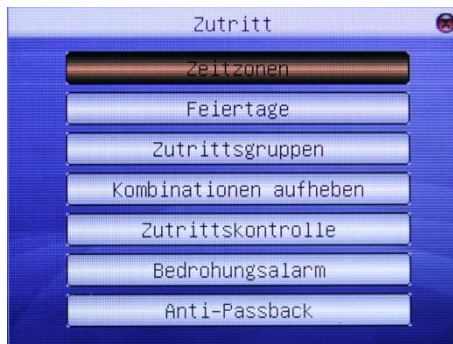 Zutritt
Zeitzonen
Feiertage
Zutrittsgruppen
Kombinationen aufheben
Zutrittskontrolle
Bedrohungsalarm
Anti-Passback